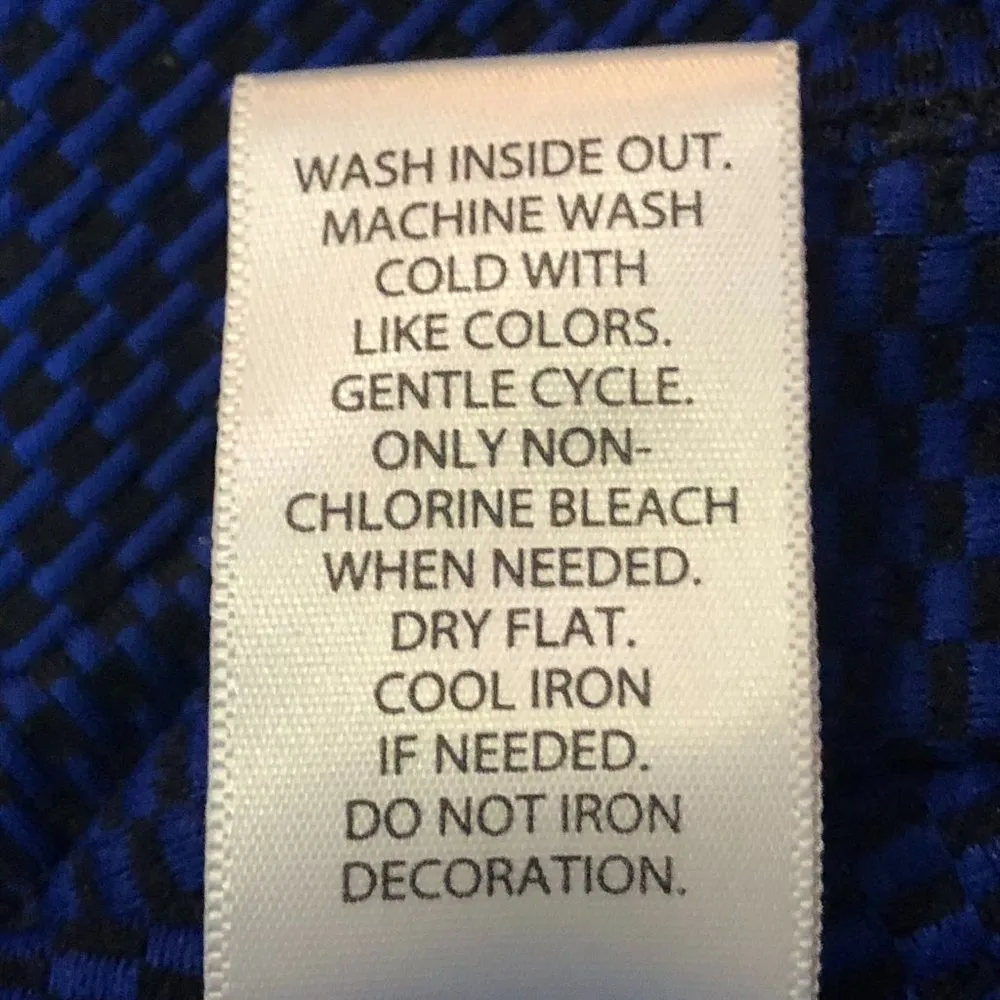 WASH INSIDE OUT.
MACHINE WASH
COLD WITH
LIKE COLORS.
GENTLE CYCLE.
ONLY NON-
CHLORINE BLEACH
WHEN NEEDED.
DRY FLAT.
COOL IRON
IF NEEDED.
DO NOT IRON
DECORATION.